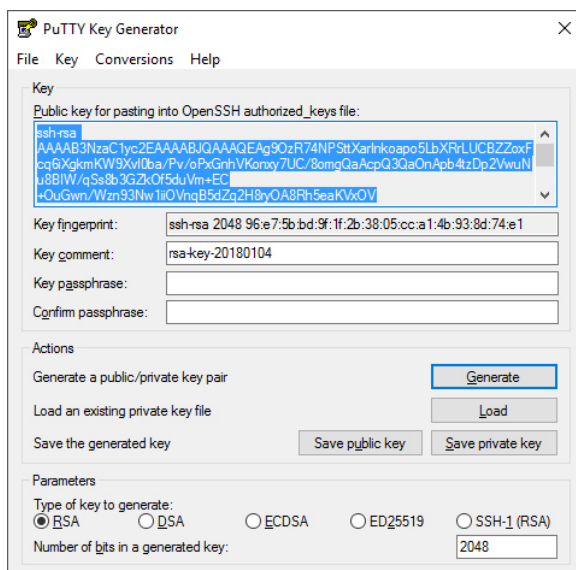 PuTTY Key Generator
File Key Conversions Help
Key
Public key for pasting into OpenSSH authorized_keys file:
ssh-rsa
AAAAB3NzaC1yc2EAAAABJQAAAQEAg9OzR74NPSttXarInkoapo5LbXRrLUCBZZoxF
cq6iXgkmKW9XvI0ba/Pv/oPxGnhVKonxy7UC/8omgQaAcpQ3QaOnApb4tzDp2VwuN
u8BIW/qSs8b3GZkOf5duVm+EC
+OuGwn/Wzn93Nw1iiOVnqB5dZq2H8ryOA8Rh5eaKVxOV
Key fingerprint: ssh-rsa 2048 96:e7:5b:bd:9f:1f:2b:38:05:cc:a1:4b:93:8d:74:e1
Key comment: rsa-key-20180104
Key passphrase:
Confirm passphrase:
Actions
Generate a public/private key pair Generate
Load an existing private key file Load
Save the generated key Save public key Save private key
Parameters
Type of key to generate:
RSA DSA ECDSA ED25519 SSH-1 (RSA)
Number of bits in a generated key: 2048